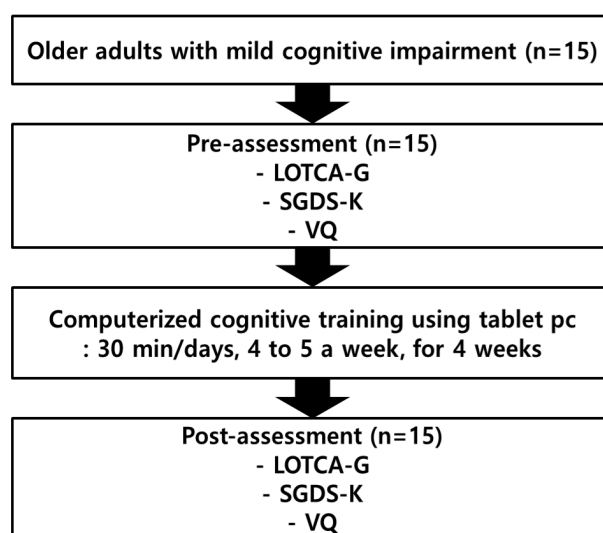 Older adults with mild cognitive impairment (n=15)
Pre-assessment (n=15)
- LOTCA-G
- SGDS-K
- VQ
Computerized cognitive training using tablet pc
: 30 min/days, 4 to 5 a week, for 4 weeks
Post-assessment (n=15)
- LOTCA-G
- SGDS-K
- VQ